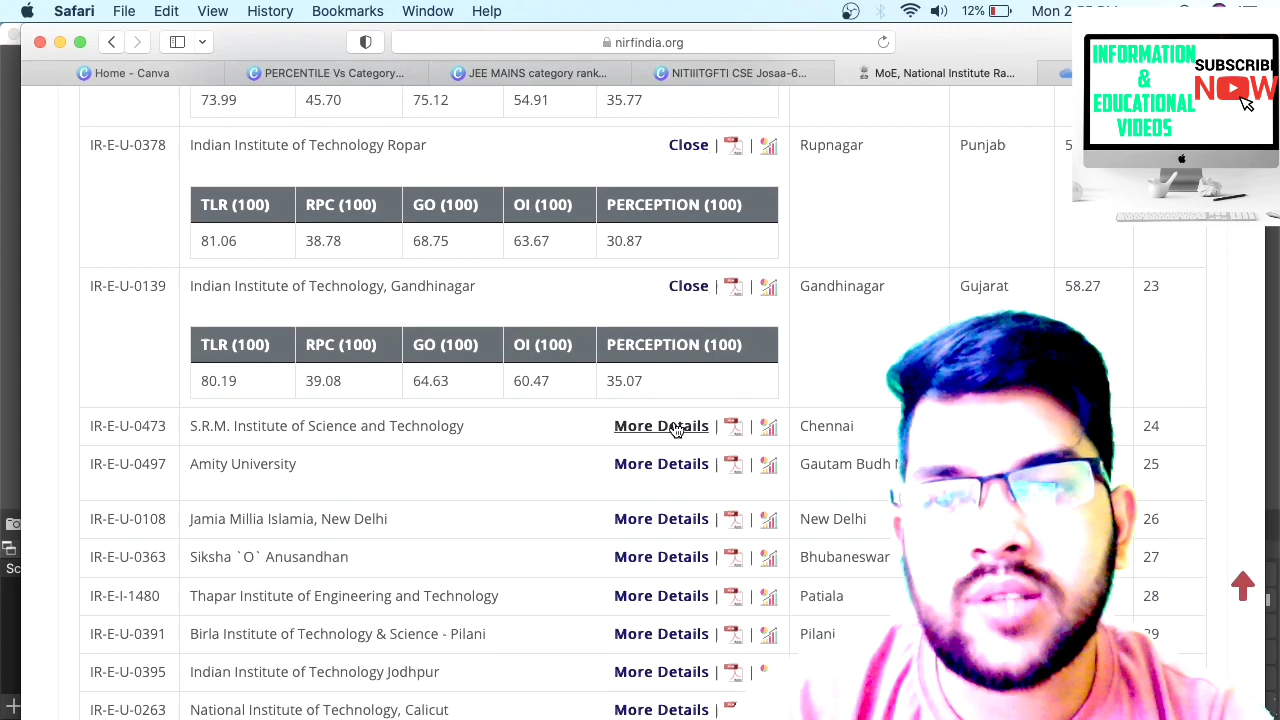 Safari File Edit View History Bookmarks Window Help 12% Mon 2
nirfindia.org
Home - Canva
PERCENTILE Vs Category...
JEE MAINS category rank...
NITIIITGFTI CSE Josaa-6...
MoE, National Institute Ra...
INFORMATION
&
EDUCATIONAL
VIDEOS
SUBSCRIBE
NOW
73.99 45.70 75.12 54.91 35.77
IR-E-U-0378 Indian Institute of Technology Ropar Close | | Rupnagar Punjab 5
TLR (100) RPC (100) GO (100) OI (100) PERCEPTION (100)
81.06 38.78 68.75 63.67 30.87
IR-E-U-0139 Indian Institute of Technology, Gandhinagar Close | | Gandhinagar Gujarat 58.27 23
TLR (100) RPC (100) GO (100) OI (100) PERCEPTION (100)
80.19 39.08 64.63 60.47 35.07
IR-E-U-0473 S.R.M. Institute of Science and Technology More Details | | Chennai 24
IR-E-U-0497 Amity University More Details | | Gautam Budh 25
IR-E-U-0108 Jamia Millia Islamia, New Delhi More Details | | New Delhi 26
IR-E-U-0363 Siksha `O` Anusandhan More Details | | Bhubaneswar 27
Sc
IR-E-I-1480 Thapar Institute of Engineering and Technology More Details | | Patiala 28
IR-E-U-0391 Birla Institute of Technology & Science - Pilani More Details | | Pilani 29
IR-E-U-0395 Indian Institute of Technology Jodhpur More Details | |
IR-E-U-0263 National Institute of Technology, Calicut More Details |